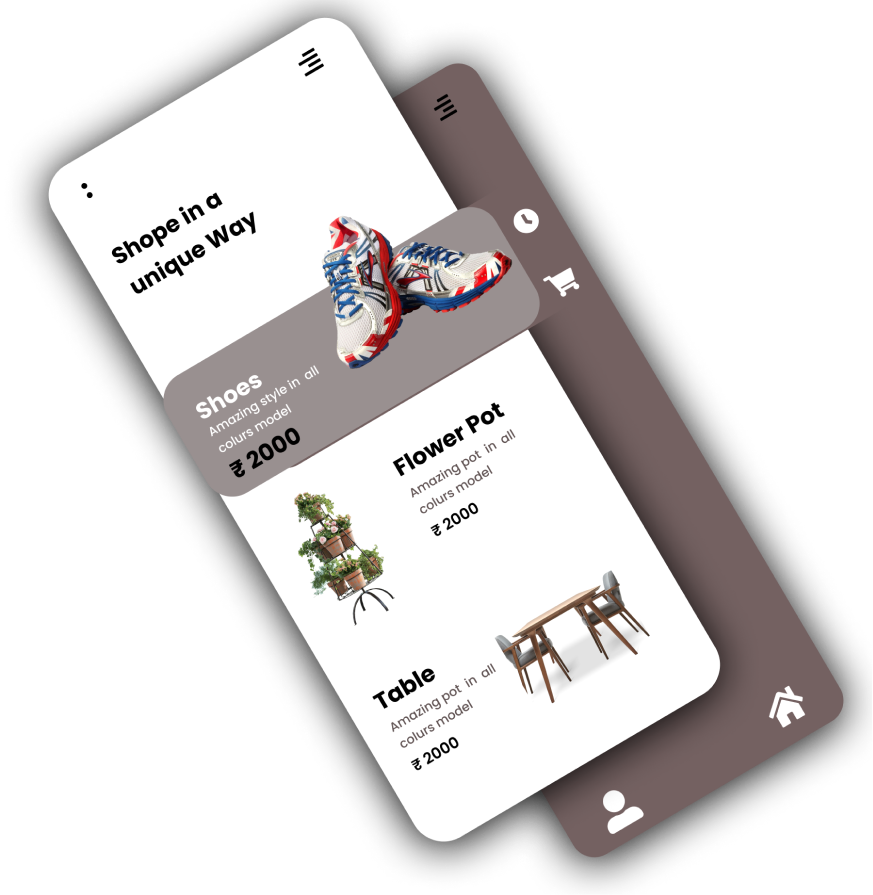 Shope in a
unique Way
Shoes
Amazing style in all
colurs model
₹ 2000
Flower Pot
Amazing pot in all
colurs model
₹ 2000
Table
Amazing pot in all
colurs model
₹ 2000